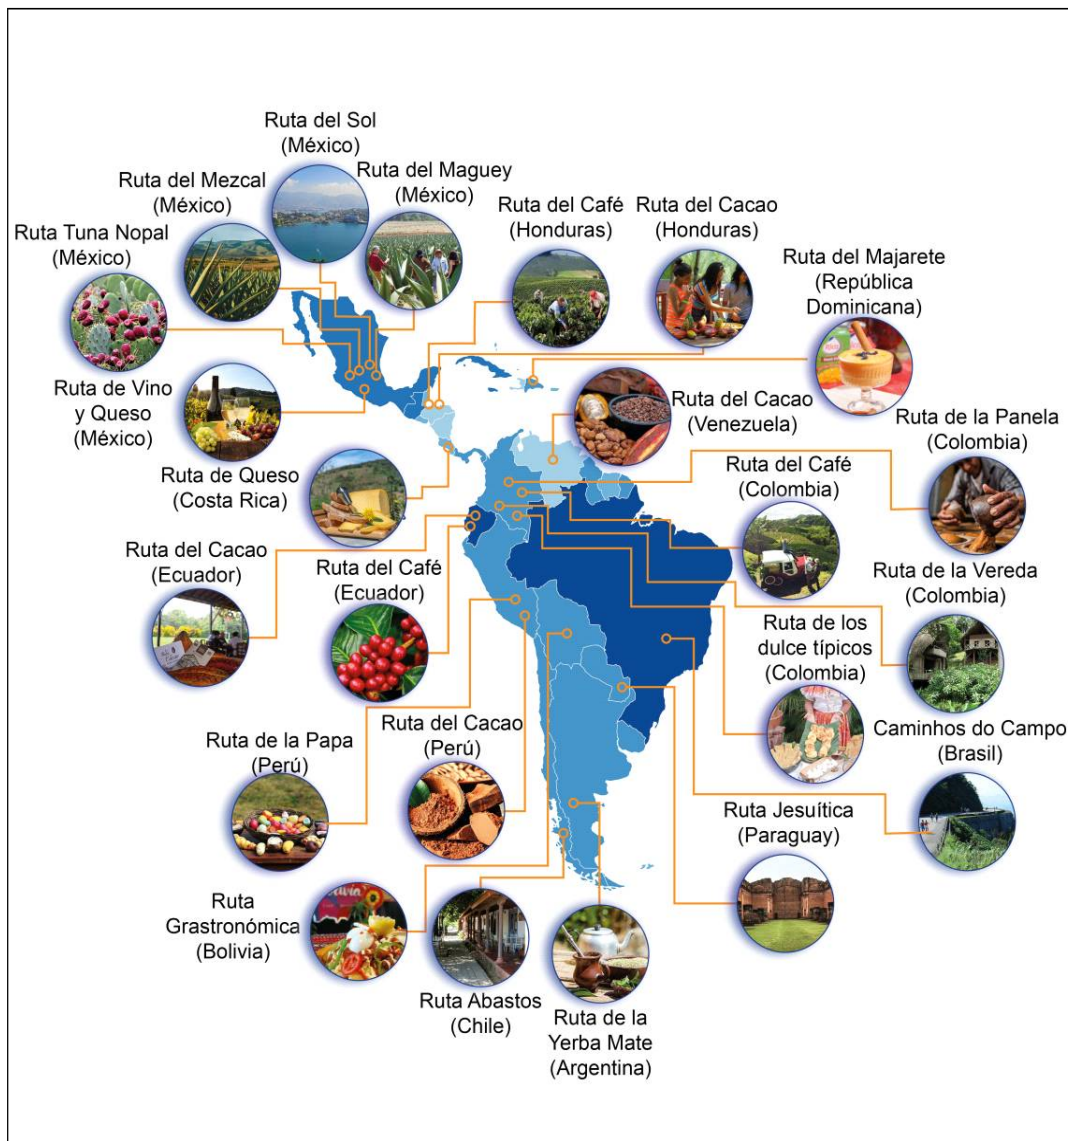 Ruta del Sol
(México)
Ruta del Maguey
(México)
Ruta del Mezcal
(México)
Ruta Tuna Nopal
(México)
Ruta del Café
(Honduras)
Ruta del Cacao
(Honduras)
Ruta del Majarete
(República
Dominicana)
Ruta de Vino
y Queso
(México)
Ruta del Cacao
(Venezuela)
Ruta de la Panela
(Colombia)
Ruta de Queso
(Costa Rica)
Ruta del Café
(Colombia)
Ruta del Cacao
(Ecuador)
Ruta del Café
(Ecuador)
Ruta de la Vereda
(Colombia)
Ruta de los
dulce típicos
(Colombia)
Ruta de la Papa
(Perú)
Ruta del Cacao
(Perú)
Caminhos do Campo
(Brasil)
Ruta Jesuítica
(Paraguay)
Ruta
Grastronómica
(Bolivia)
Ruta Abastos
(Chile)
Ruta de la
Yerba Mate
(Argentina)